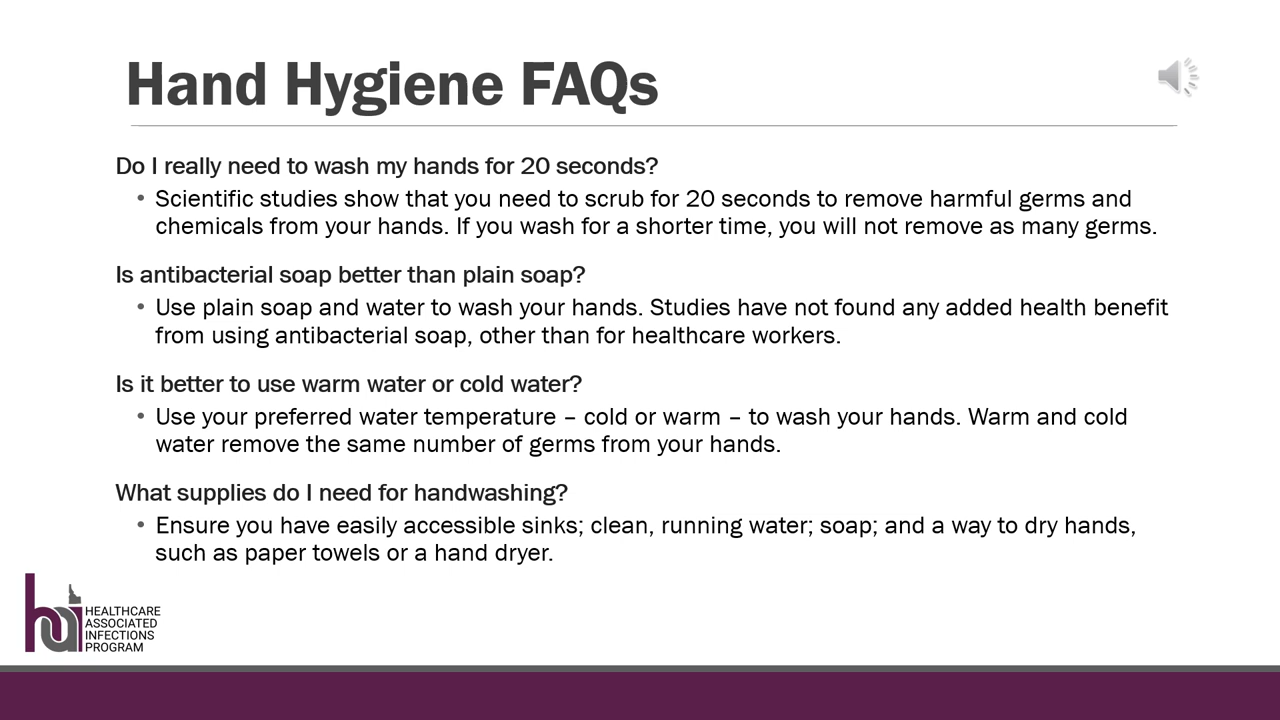 Hand Hygiene FAQs
Do I really need to wash my hands for 20 seconds?
• Scientific studies show that you need to scrub for 20 seconds to remove harmful germs and
chemicals from your hands. If you wash for a shorter time, you will not remove as many germs.
Is antibacterial soap better than plain soap?
• Use plain soap and water to wash your hands. Studies have not found any added health benefit
from using antibacterial soap, other than for healthcare workers.
Is it better to use warm water or cold water?
• Use your preferred water temperature – cold or warm – to wash your hands. Warm and cold
water remove the same number of germs from your hands.
What supplies do I need for handwashing?
• Ensure you have easily accessible sinks; clean, running water; soap; and a way to dry hands,
such as paper towels or a hand dryer.
hai
HEALTHCARE
ASSOCIATED
INFECTIONS
PROGRAM